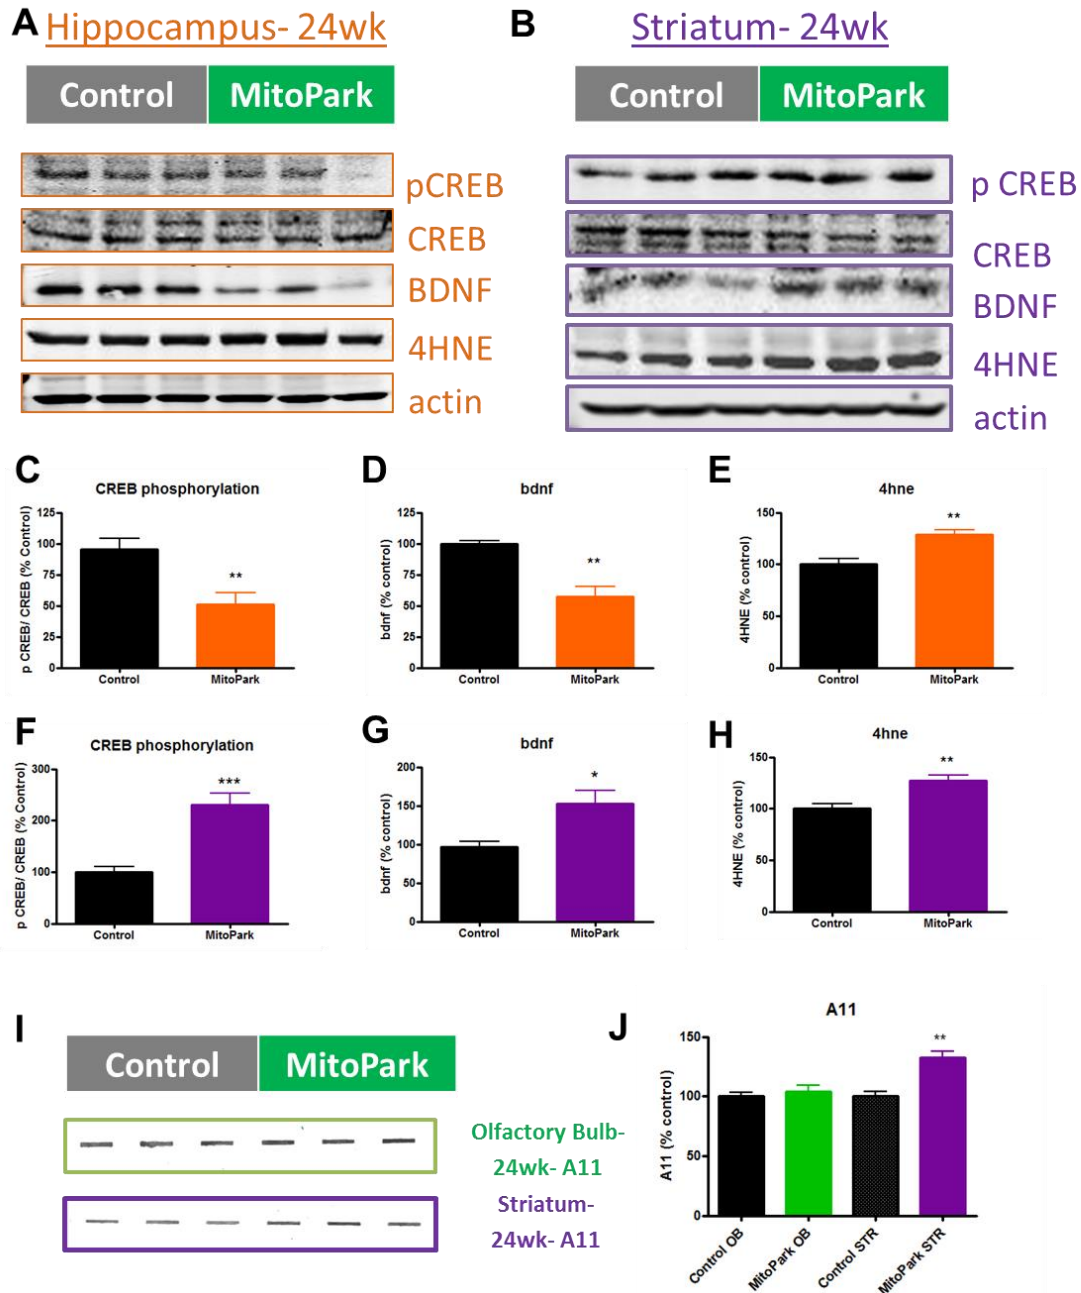 A Hippocampus- 24wk
Control MitoPark
pCREB
CREB
BDNF
4HNE
actin
B Striatum- 24wk
Control MitoPark
p CREB
CREB
BDNF
4HNE
actin
C
CREB phosphorylation
p CREB/ CREB (% Control)
125
100
75
50
25
0
**
Control MitoPark
D
bdnf
bdnf (% control)
125
100
75
50
25
0
**
Control MitoPark
E
4hne
4HNE (% control)
150
100
50
0
**
Control MitoPark
F
CREB phosphorylation
p CREB/ CREB (% Control)
300
200
100
0
***
Control MitoPark
G
bdnf
bdnf (% control)
200
150
100
50
0
*
Control MitoPark
H
4hne
4HNE (% control)
150
100
50
0
**
Control MitoPark
I
Control MitoPark
Olfactory Bulb-
24wk- A11
Striatum-
24wk- A11
J
A11
A11 (% control)
150
100
50
0
**
Control OB
MitoPark OB
Control STR
MitoPark STR